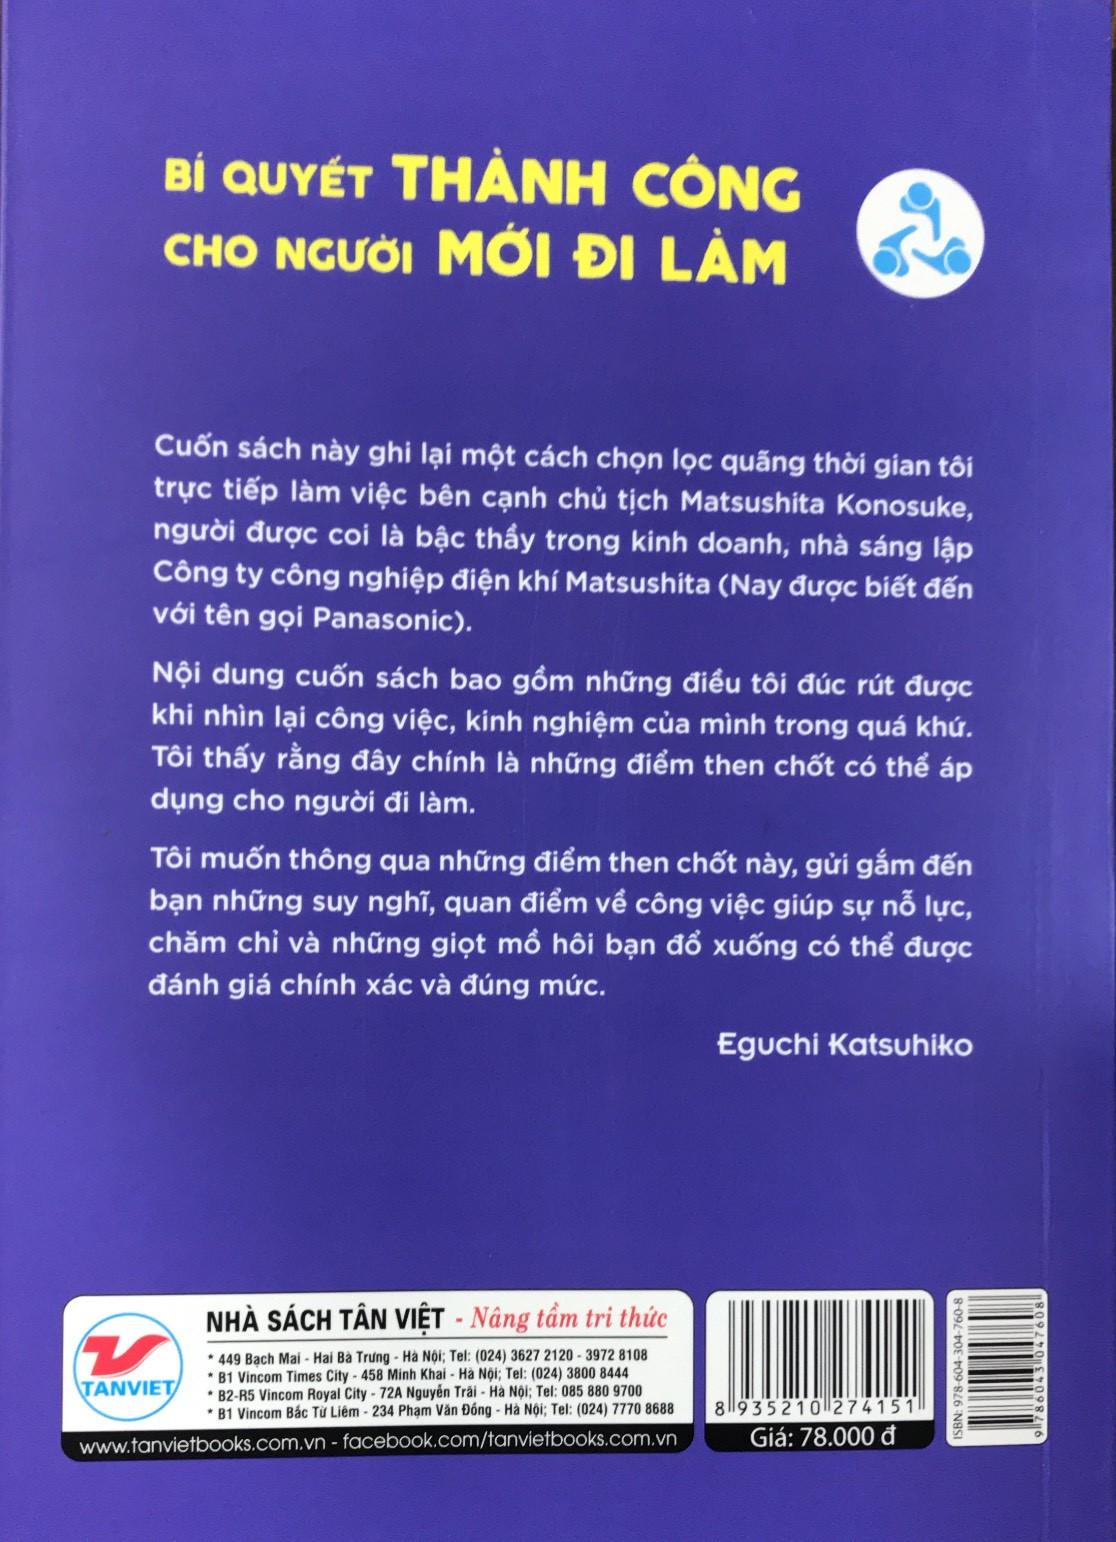 BÍ QUYẾT THÀNH CÔNG
CHO NGƯỜI MỚI ĐI LÀM
Cuốn sách này ghi lại một cách chọn lọc quãng thời gian tôi
trực tiếp làm việc bên cạnh chủ tịch Matsushita Konosuke,
người được coi là bậc thầy trong kinh doanh, nhà sáng lập
Công ty công nghiệp điện khí Matsushita (Nay được biết đến
với tên gọi Panasonic).
Nội dung cuốn sách bao gồm những điều tôi đúc rút được
khi nhìn lại công việc, kinh nghiệm của mình trong quá khứ.
Tôi thấy rằng đây chính là những điểm then chốt có thể áp
dụng cho người đi làm.
Tôi muốn thông qua những điểm then chốt này, gửi gắm đến
bạn những suy nghĩ, quan điểm về công việc giúp sự nỗ lực,
chăm chỉ và những giọt mồ hôi bạn đổ xuống có thể được
đánh giá chính xác và đúng mức.
Eguchi Katsuhiko
TANVIET
NHÀ SÁCH TÂN VIỆT - Nâng tầm tri thức
* 449 Bạch Mai - Hai Bà Trưng - Hà Nội; Tel: (024) 3627 2120 - 3972 8108
* B1 Vincom Times City - 458 Minh Khai - Hà Nội; Tel: (024) 3800 8444
* B2-R5 Vincom Royal City - 72A Nguyễn Trãi - Hà Nội; Tel: 085 880 9700
* B1 Vincom Bắc Từ Liêm - 234 Phạm Văn Đồng - Hà Nội; Tel: (024) 7770 8688
www.tanvietbooks.com.vn - facebook.com/tanvietbooks.com.vn
8 935210 274151
Giá: 78.000 đ
ISBN: 978-604-304-760-8
9 786043 047608